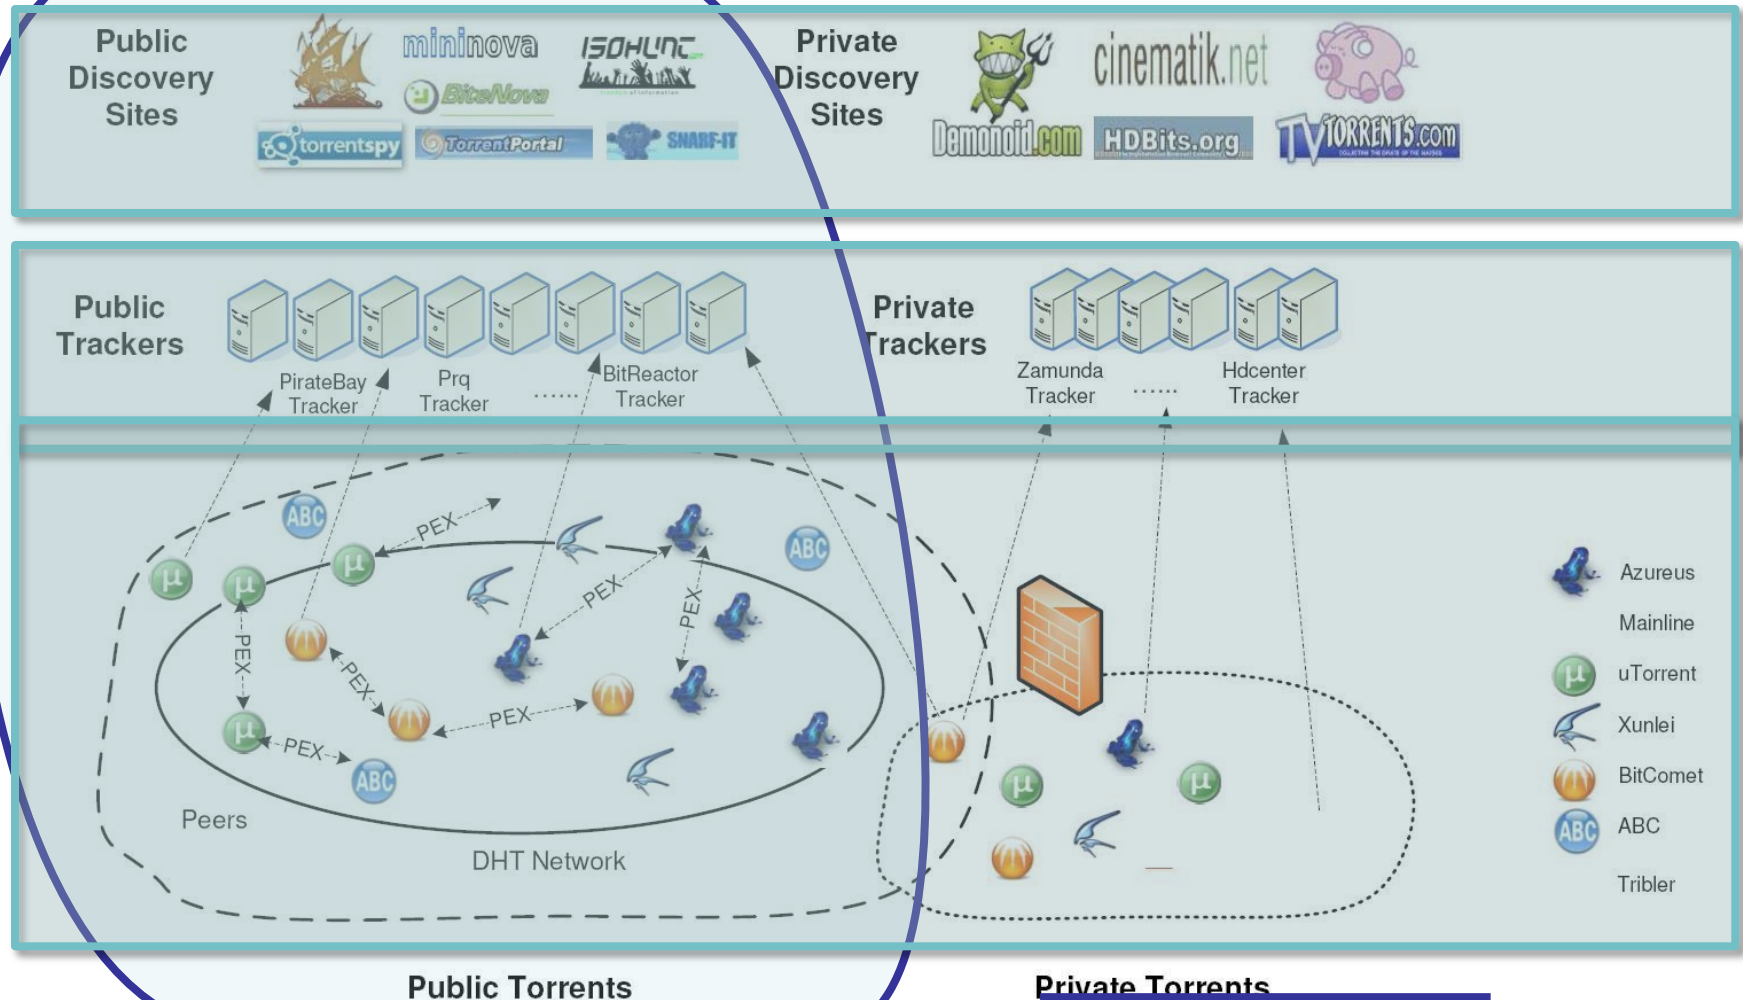 Public
Discovery
Sites
mininova
ISOHUNT
BiteNova
torrentspy
TorrentPortal
SNARF-IT
Private
Discovery
Sites
cinematik.net
Demonoid.com
HDBits.org
TVTORRENTS.com
Public
Trackers
PirateBay
Tracker
Prq
Tracker
......
BitReactor
Tracker
Private
Trackers
Zamunda
Tracker
......
Hdcenter
Tracker
ABC
PEX
µ
µ
µ
PEX
PEX
ABC
PEX
PEX
PEX
µ
PEX
ABC
Peers
DHT Network
µ
µ
Azureus
Mainline
µ uTorrent
Xunlei
BitComet
ABC ABC
Tribler
Public Torrents
Private Torrents